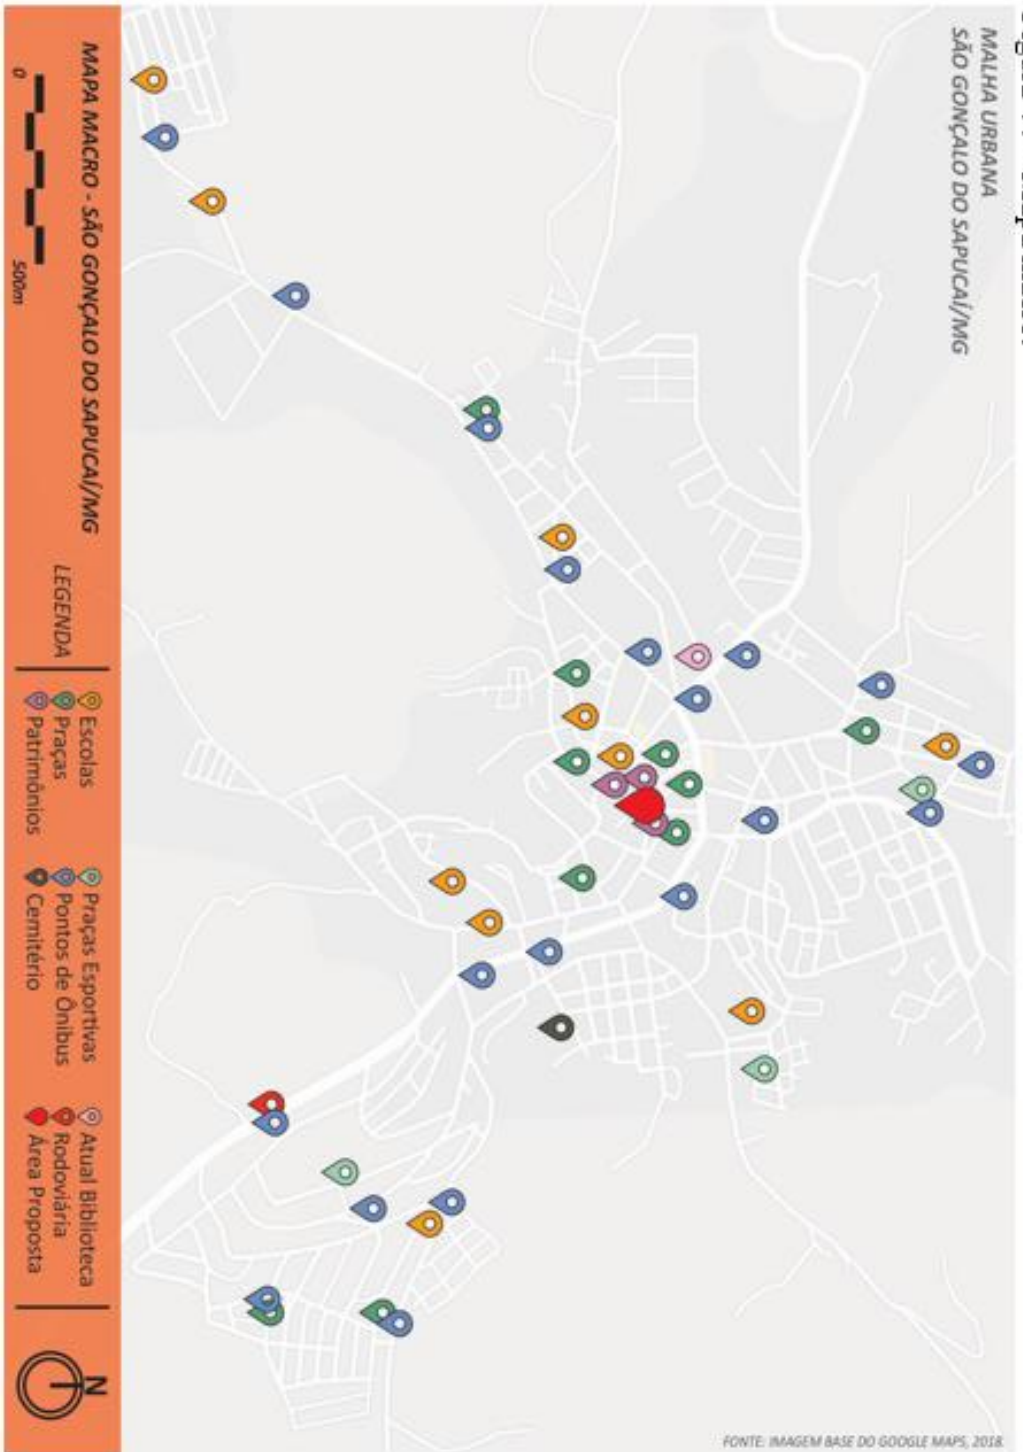 MALHA URBANA
SÃO GONÇALO DO SAPUCAÍ/MG
FONTE: IMAGEM BASE DO GOOGLE MAPS, 2018.
MAPA MACRO - SÃO GONÇALO DO SAPUCAÍ/MG
0
500m
LEGENDA
Escolas
Praças
Patrimônios
Praças Esportivas
Pontos de Ônibus
Cemitério
Atual Biblioteca
Rodoviária
Área Proposta
N